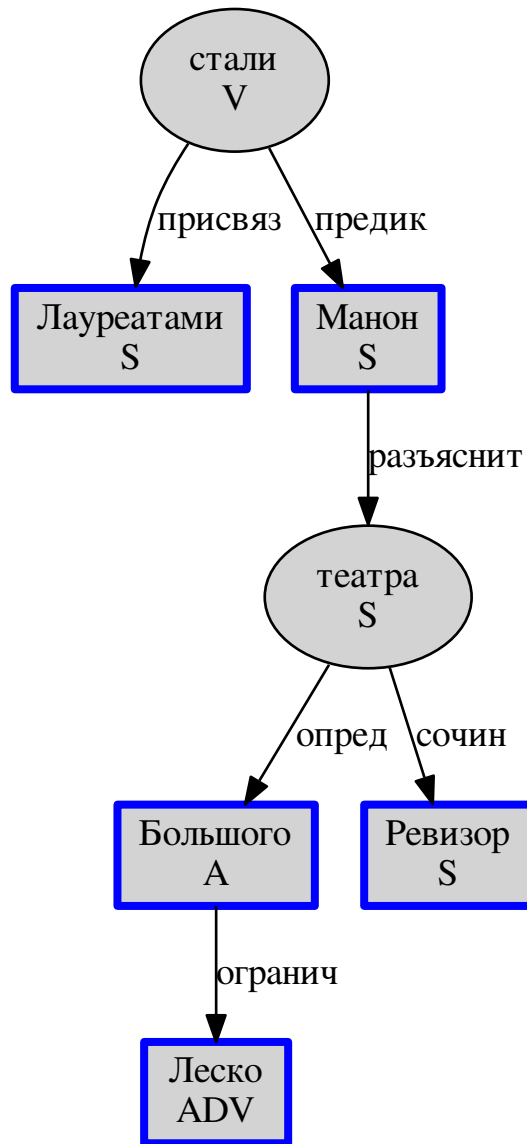 стали
V
присвяз предик
Лауреатами
S
Манон
S
разъяснит
театра
S
опред сочин
Большого
A
Ревизор
S
огранич
Леско
ADV